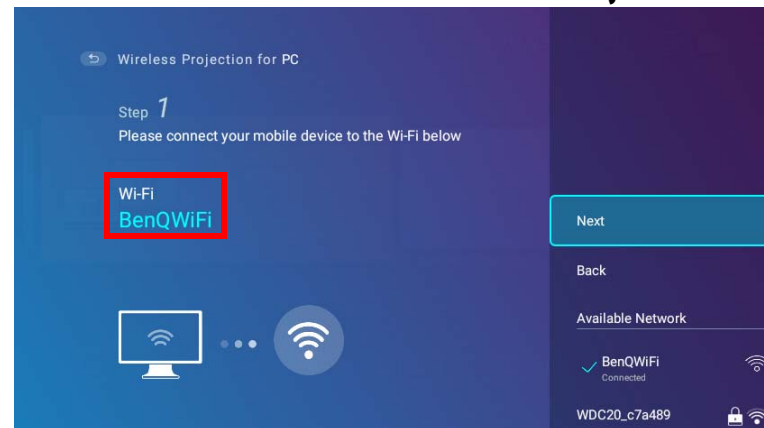 Wireless Projection for PC
Step 1
Please connect your mobile device to the Wi-Fi below
Wi-Fi
BenQWiFi
Next
Back
Available Network
BenQWiFi
Connected
WDC20_c7a489